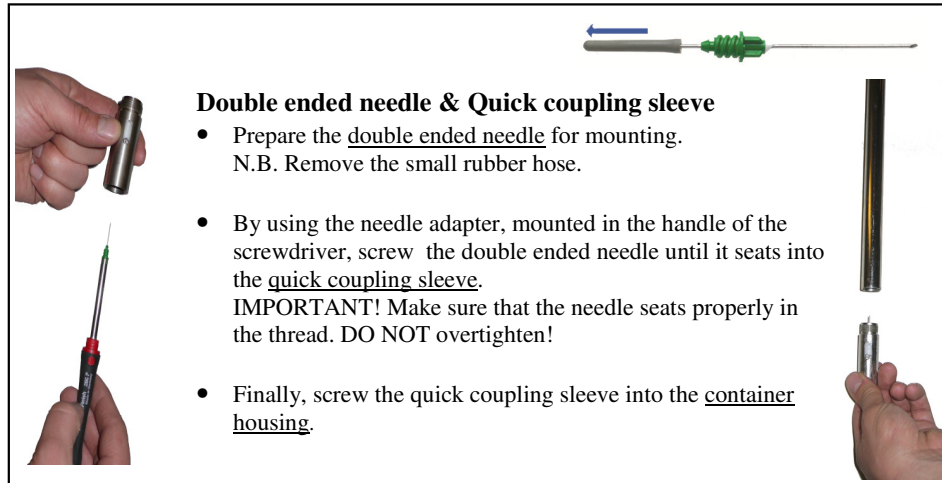 Double ended needle & Quick coupling sleeve
• Prepare the double ended needle for mounting.
N.B. Remove the small rubber hose.
• By using the needle adapter, mounted in the handle of the
screwdriver, screw  the double ended needle until it seats into
the quick coupling sleeve.
IMPORTANT! Make sure that the needle seats properly in
the thread. DO NOT overtighten!
• Finally, screw the quick coupling sleeve into the container
housing.